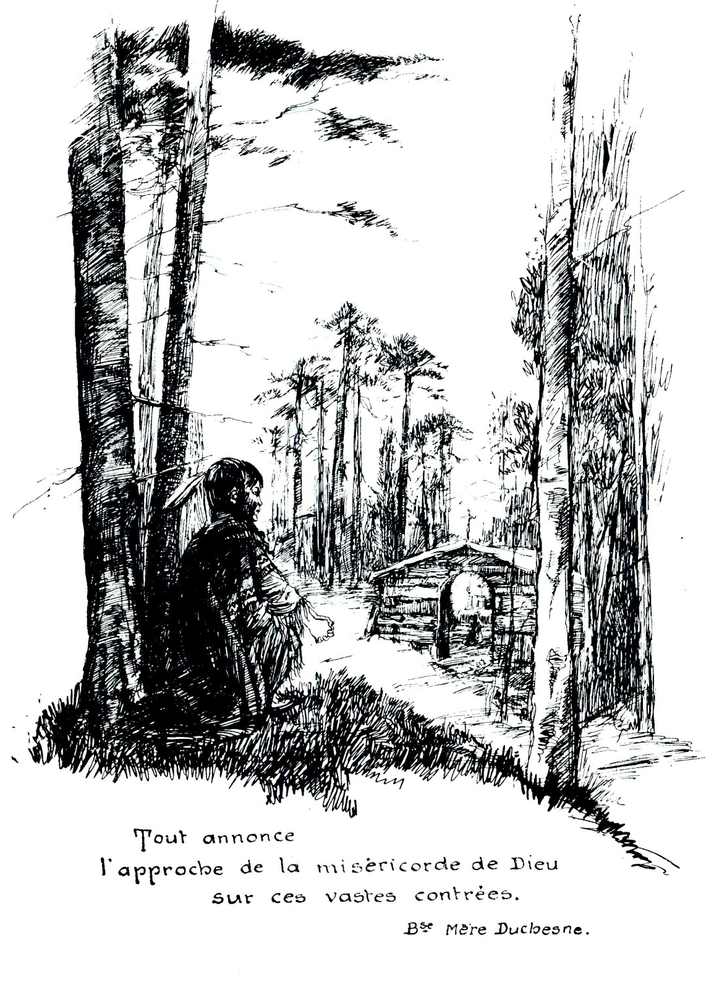 Tout annonce
l'approche de la miséricorde de Dieu
sur ces vastes contrées.
Bse Mère Duchesne.